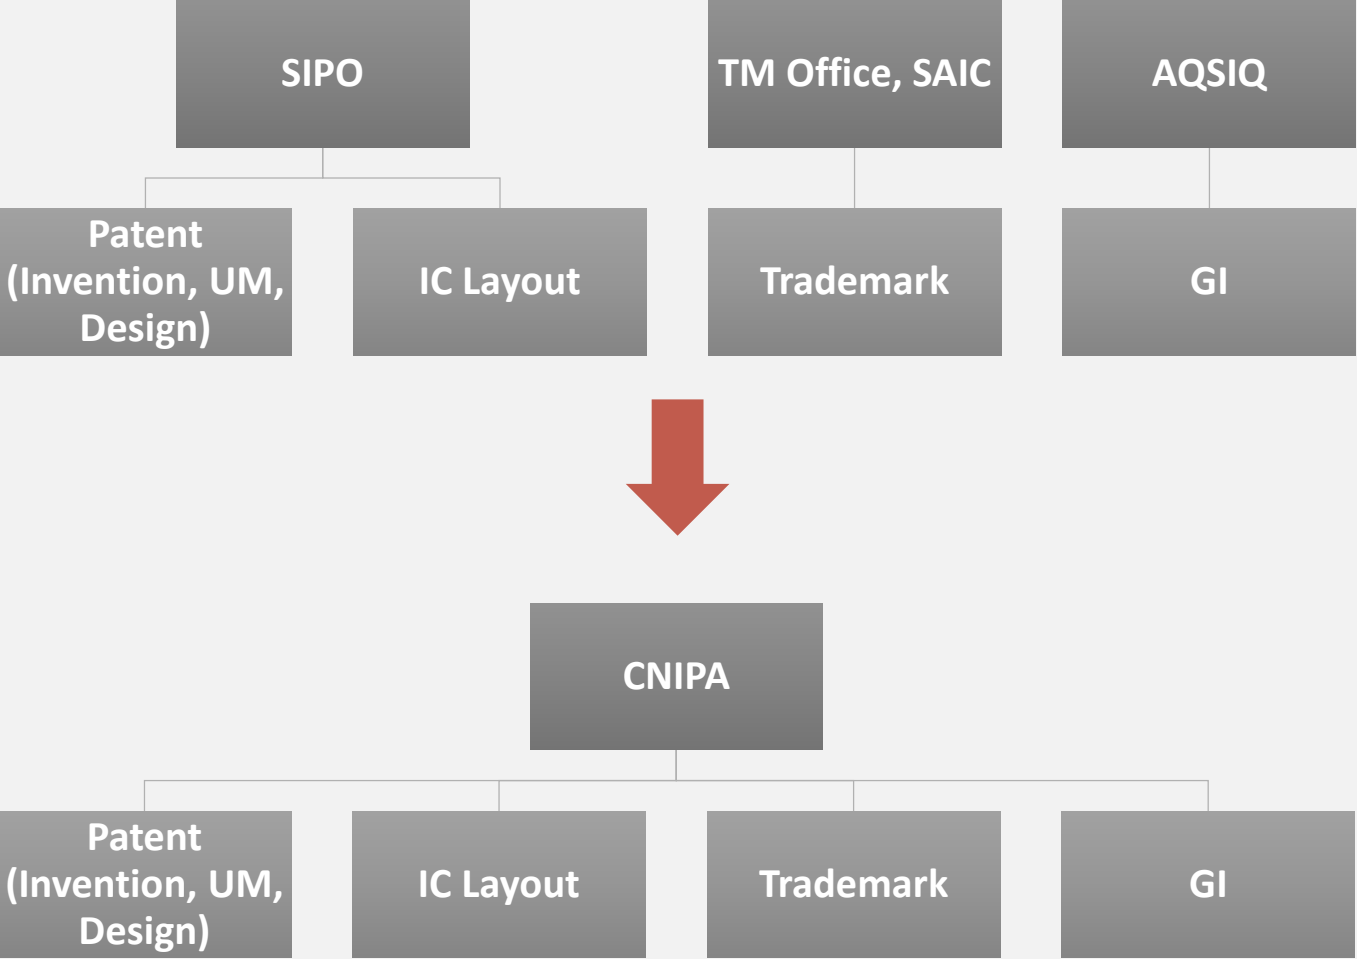 SIPO
TM Office, SAIC
AQSIQ
Patent
(Invention, UM,
Design)
IC Layout
Trademark
GI
CNIPA
Patent
(Invention, UM,
Design)
IC Layout
Trademark
GI